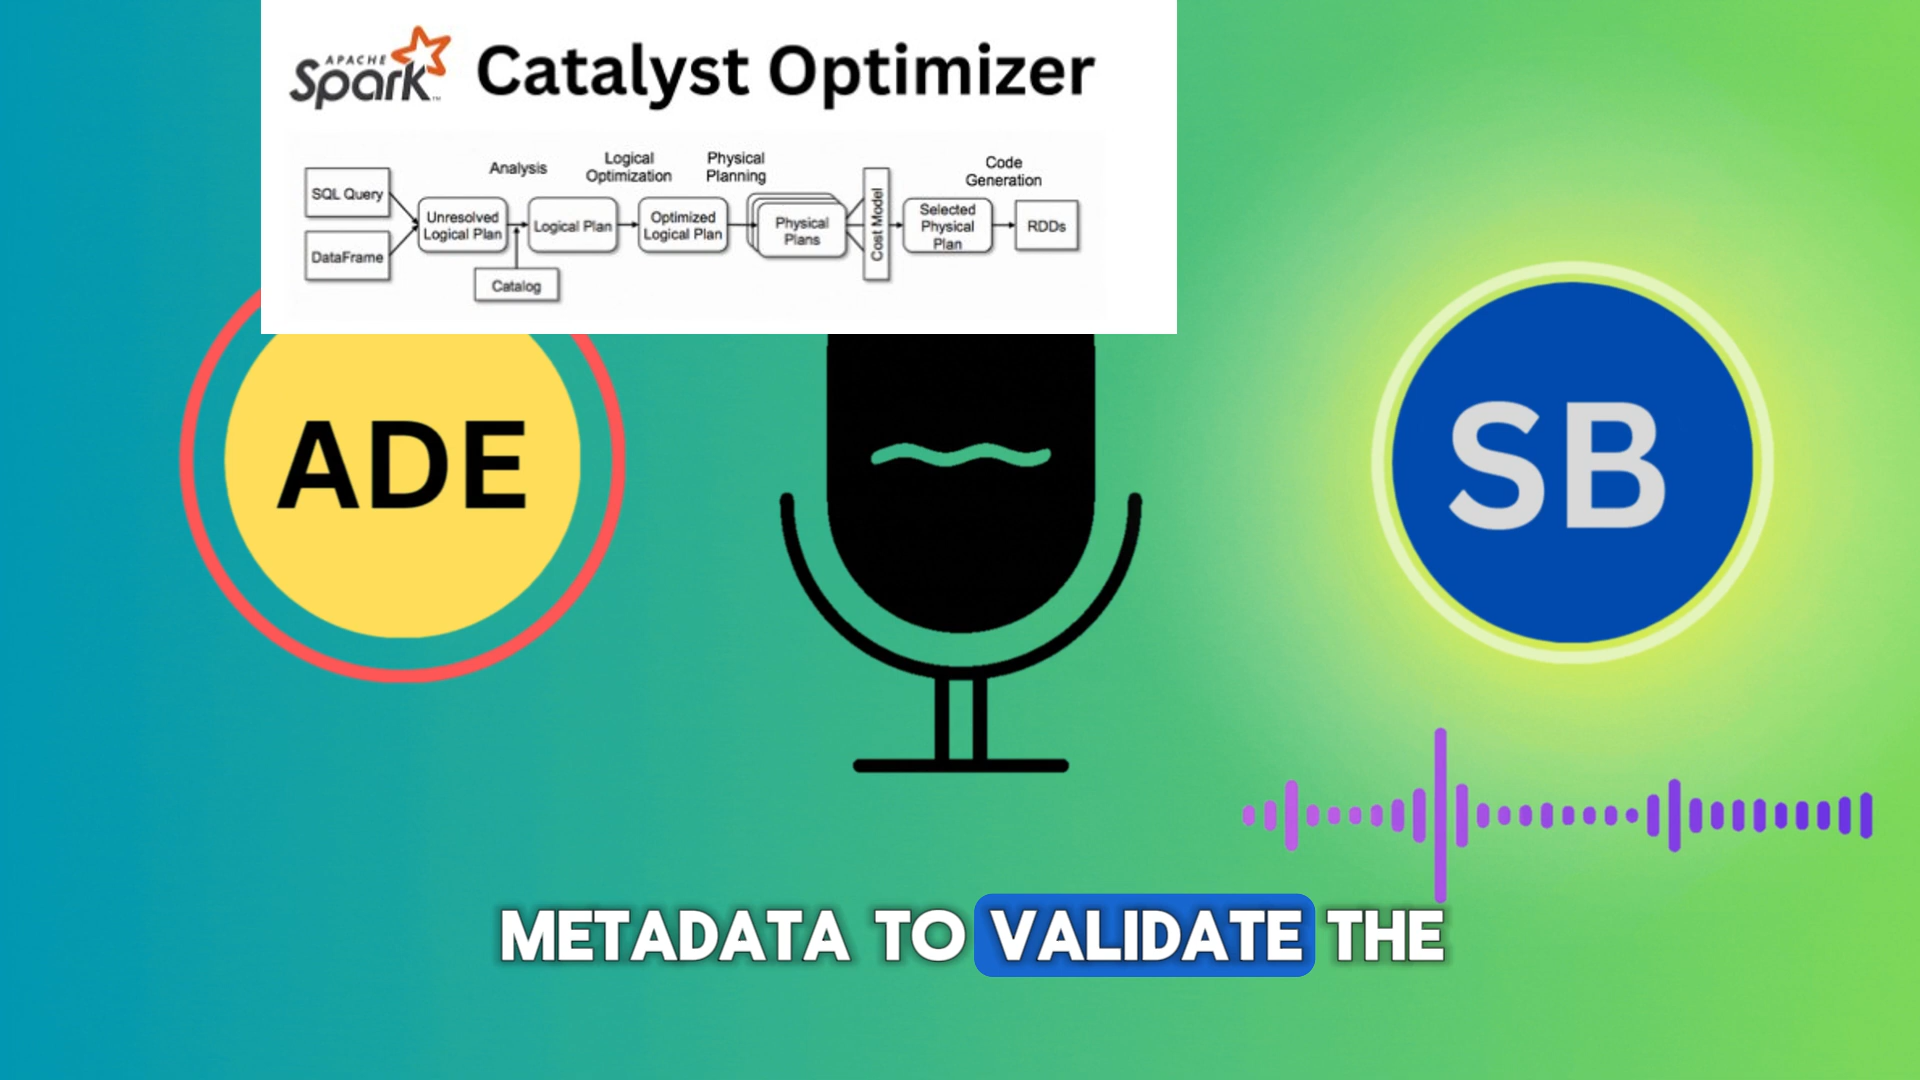 APACHE
Spark™
Catalyst Optimizer
SQL Query
DataFrame
Unresolved
Logical Plan
Analysis
Catalog
Logical Plan
Logical
Optimization
Optimized
Logical Plan
Physical
Planning
Physical
Plans
Cost Model
Selected
Physical
Plan
Code
Generation
RDDs
ADE
SB
METADATA TO VALIDATE THE